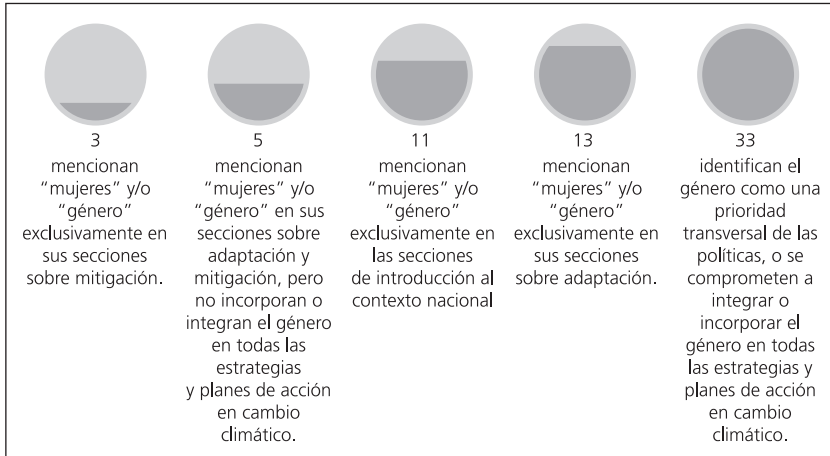 3
mencionan
"mujeres" y/o
"género"
exclusivamente en
sus secciones
sobre mitigación.
5
mencionan
"mujeres" y/o
"género" en sus
secciones sobre
adaptación y
mitigación, pero
no incorporan o
integran el género
en todas las
estrategias
y planes de acción
en cambio
climático.
11
mencionan
"mujeres" y/o
"género"
exclusivamente en
las secciones
de introducción al
contexto nacional
13
mencionan
"mujeres" y/o
"género"
exclusivamente en
sus secciones
sobre adaptación.
33
identifican el
género como una
prioridad
transversal de las
políticas, o se
comprometen a
integrar o
incorporar el
género en todas
las estrategias y
planes de acción
en cambio
climático.